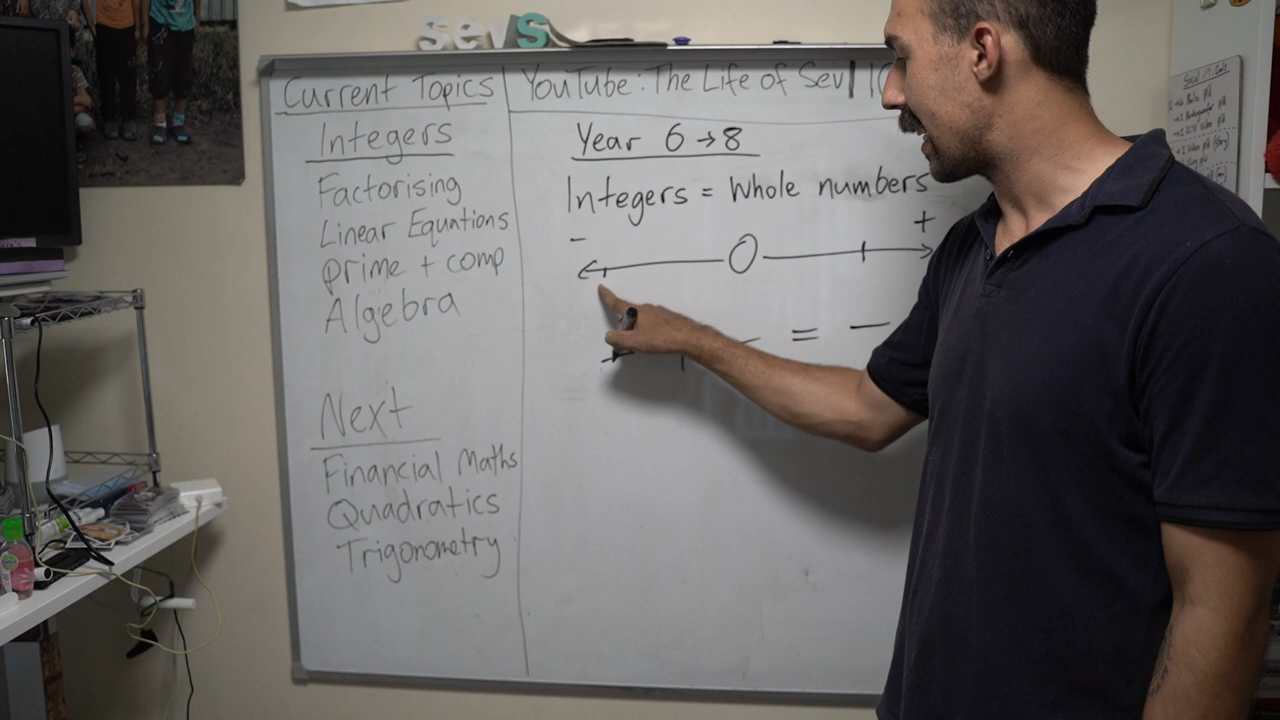 sevs
Current Topics
Integers
Factorising
Linear Equations
prime + comp
Algebra
Next
Financial Maths
Quadratics
Trigonometry
YouTube: The Life of Sev
Year 6 → 8
Integers = Whole numbers
- +
0
= -